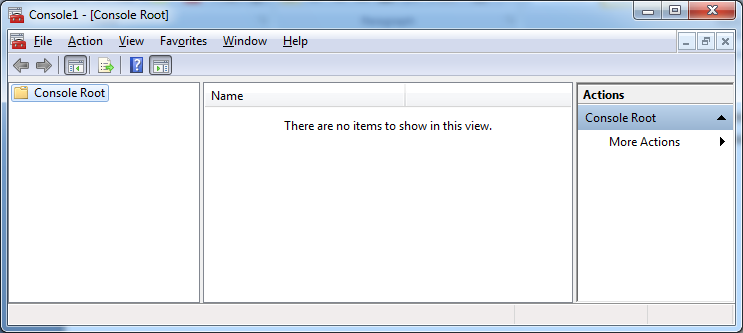 Console1 - [Console Root]
File Action View Favorites Window Help
Console Root
Name
There are no items to show in this view.
Actions
Console Root
More Actions